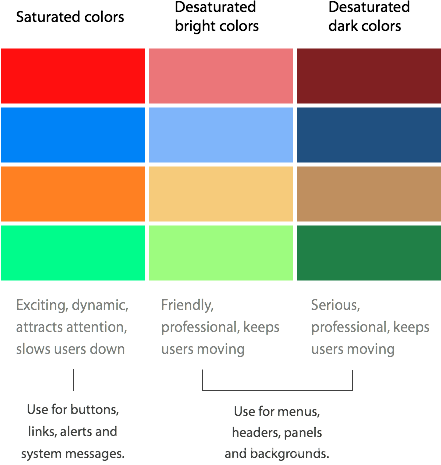 Saturated colors
Desaturated
bright colors
Desaturated
dark colors
Exciting, dynamic,
attracts attention,
slows users down
Friendly,
professional, keeps
users moving
Serious,
professional, keeps
users moving
Use for buttons,
links, alerts and
system messages.
Use for menus,
headers, panels
and backgrounds.